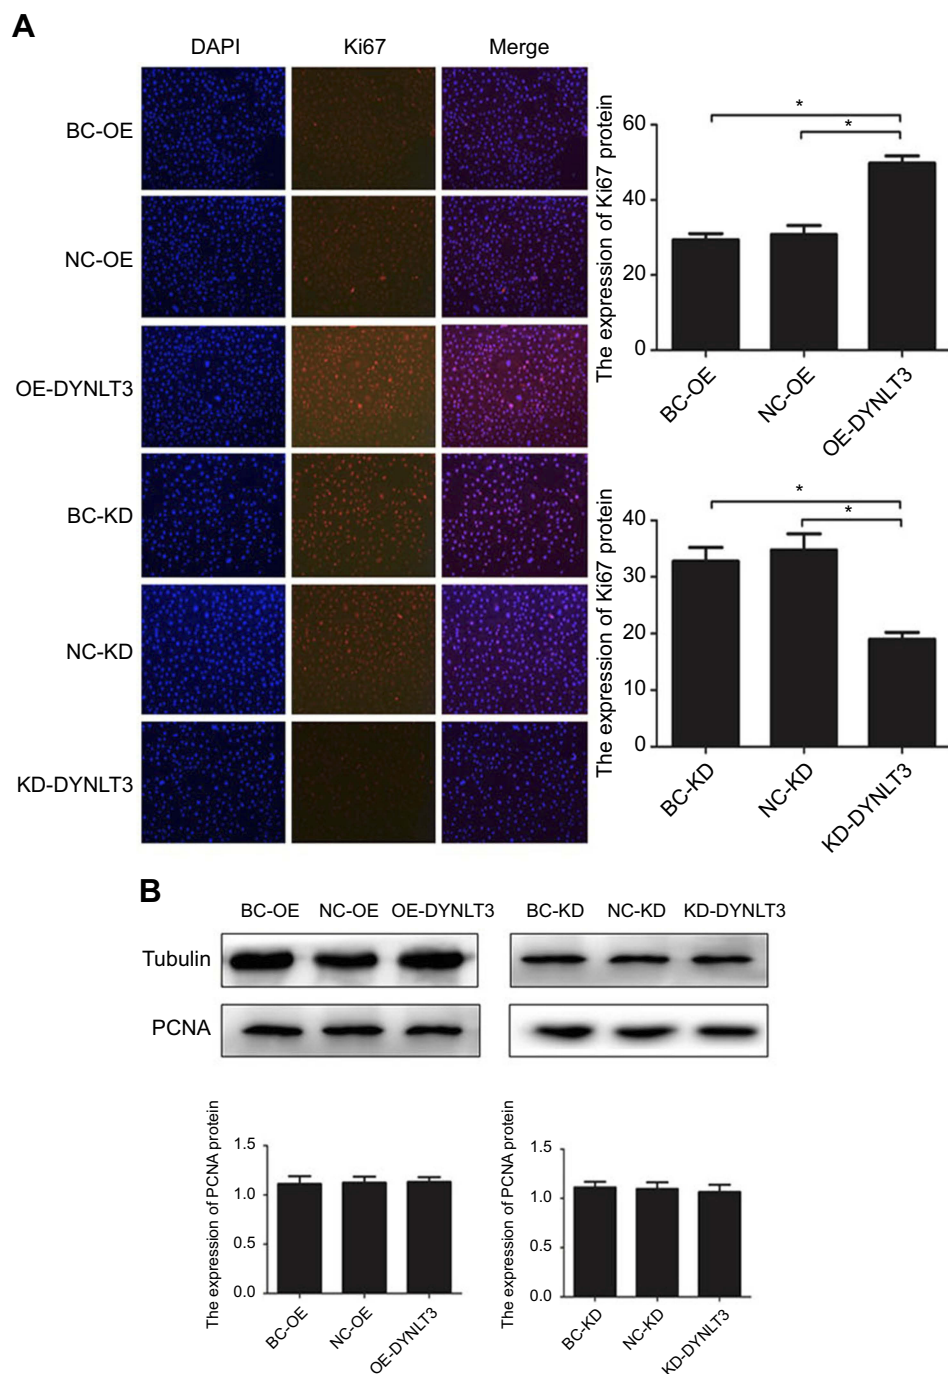 A
DAPI Ki67 Merge
BC-OE
NC-OE
OE-DYNLT3
BC-KD
NC-KD
KD-DYNLT3
The expression of Ki67 protein
60
40
20
0
* 
*
BC-OE NC-OE OE-DYNLT3
The expression of Ki67 protein
40
30
20
10
0
*
*
BC-KD NC-KD KD-DYNLT3
B
BC-OE NC-OE OE-DYNLT3 BC-KD NC-KD KD-DYNLT3
Tubulin
PCNA
The expression of PCNA protein
1.5
1.0
0.5
0.0
BC-OE NC-OE OE-DYNLT3
The expression of PCNA protein
1.5
1.0
0.5
0.0
BC-KD NC-KD KD-DYNLT3